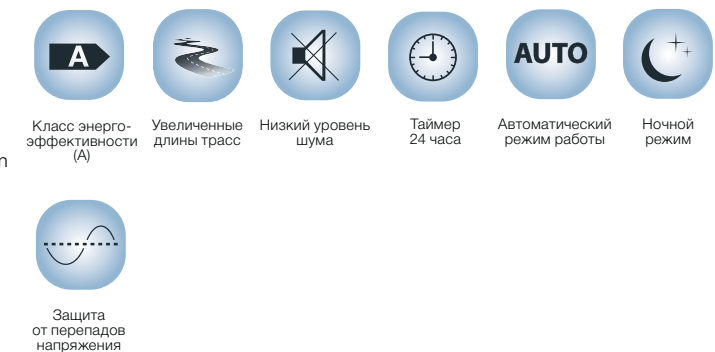 A
AUTO
Класс энерго-
эффективности
(A)
Увеличенные
длины трасс
Низкий уровень
шума
Таймер
24 часа
Автоматический
режим работы
Ночной
режим
n
Защита
от перепадов
напряжения